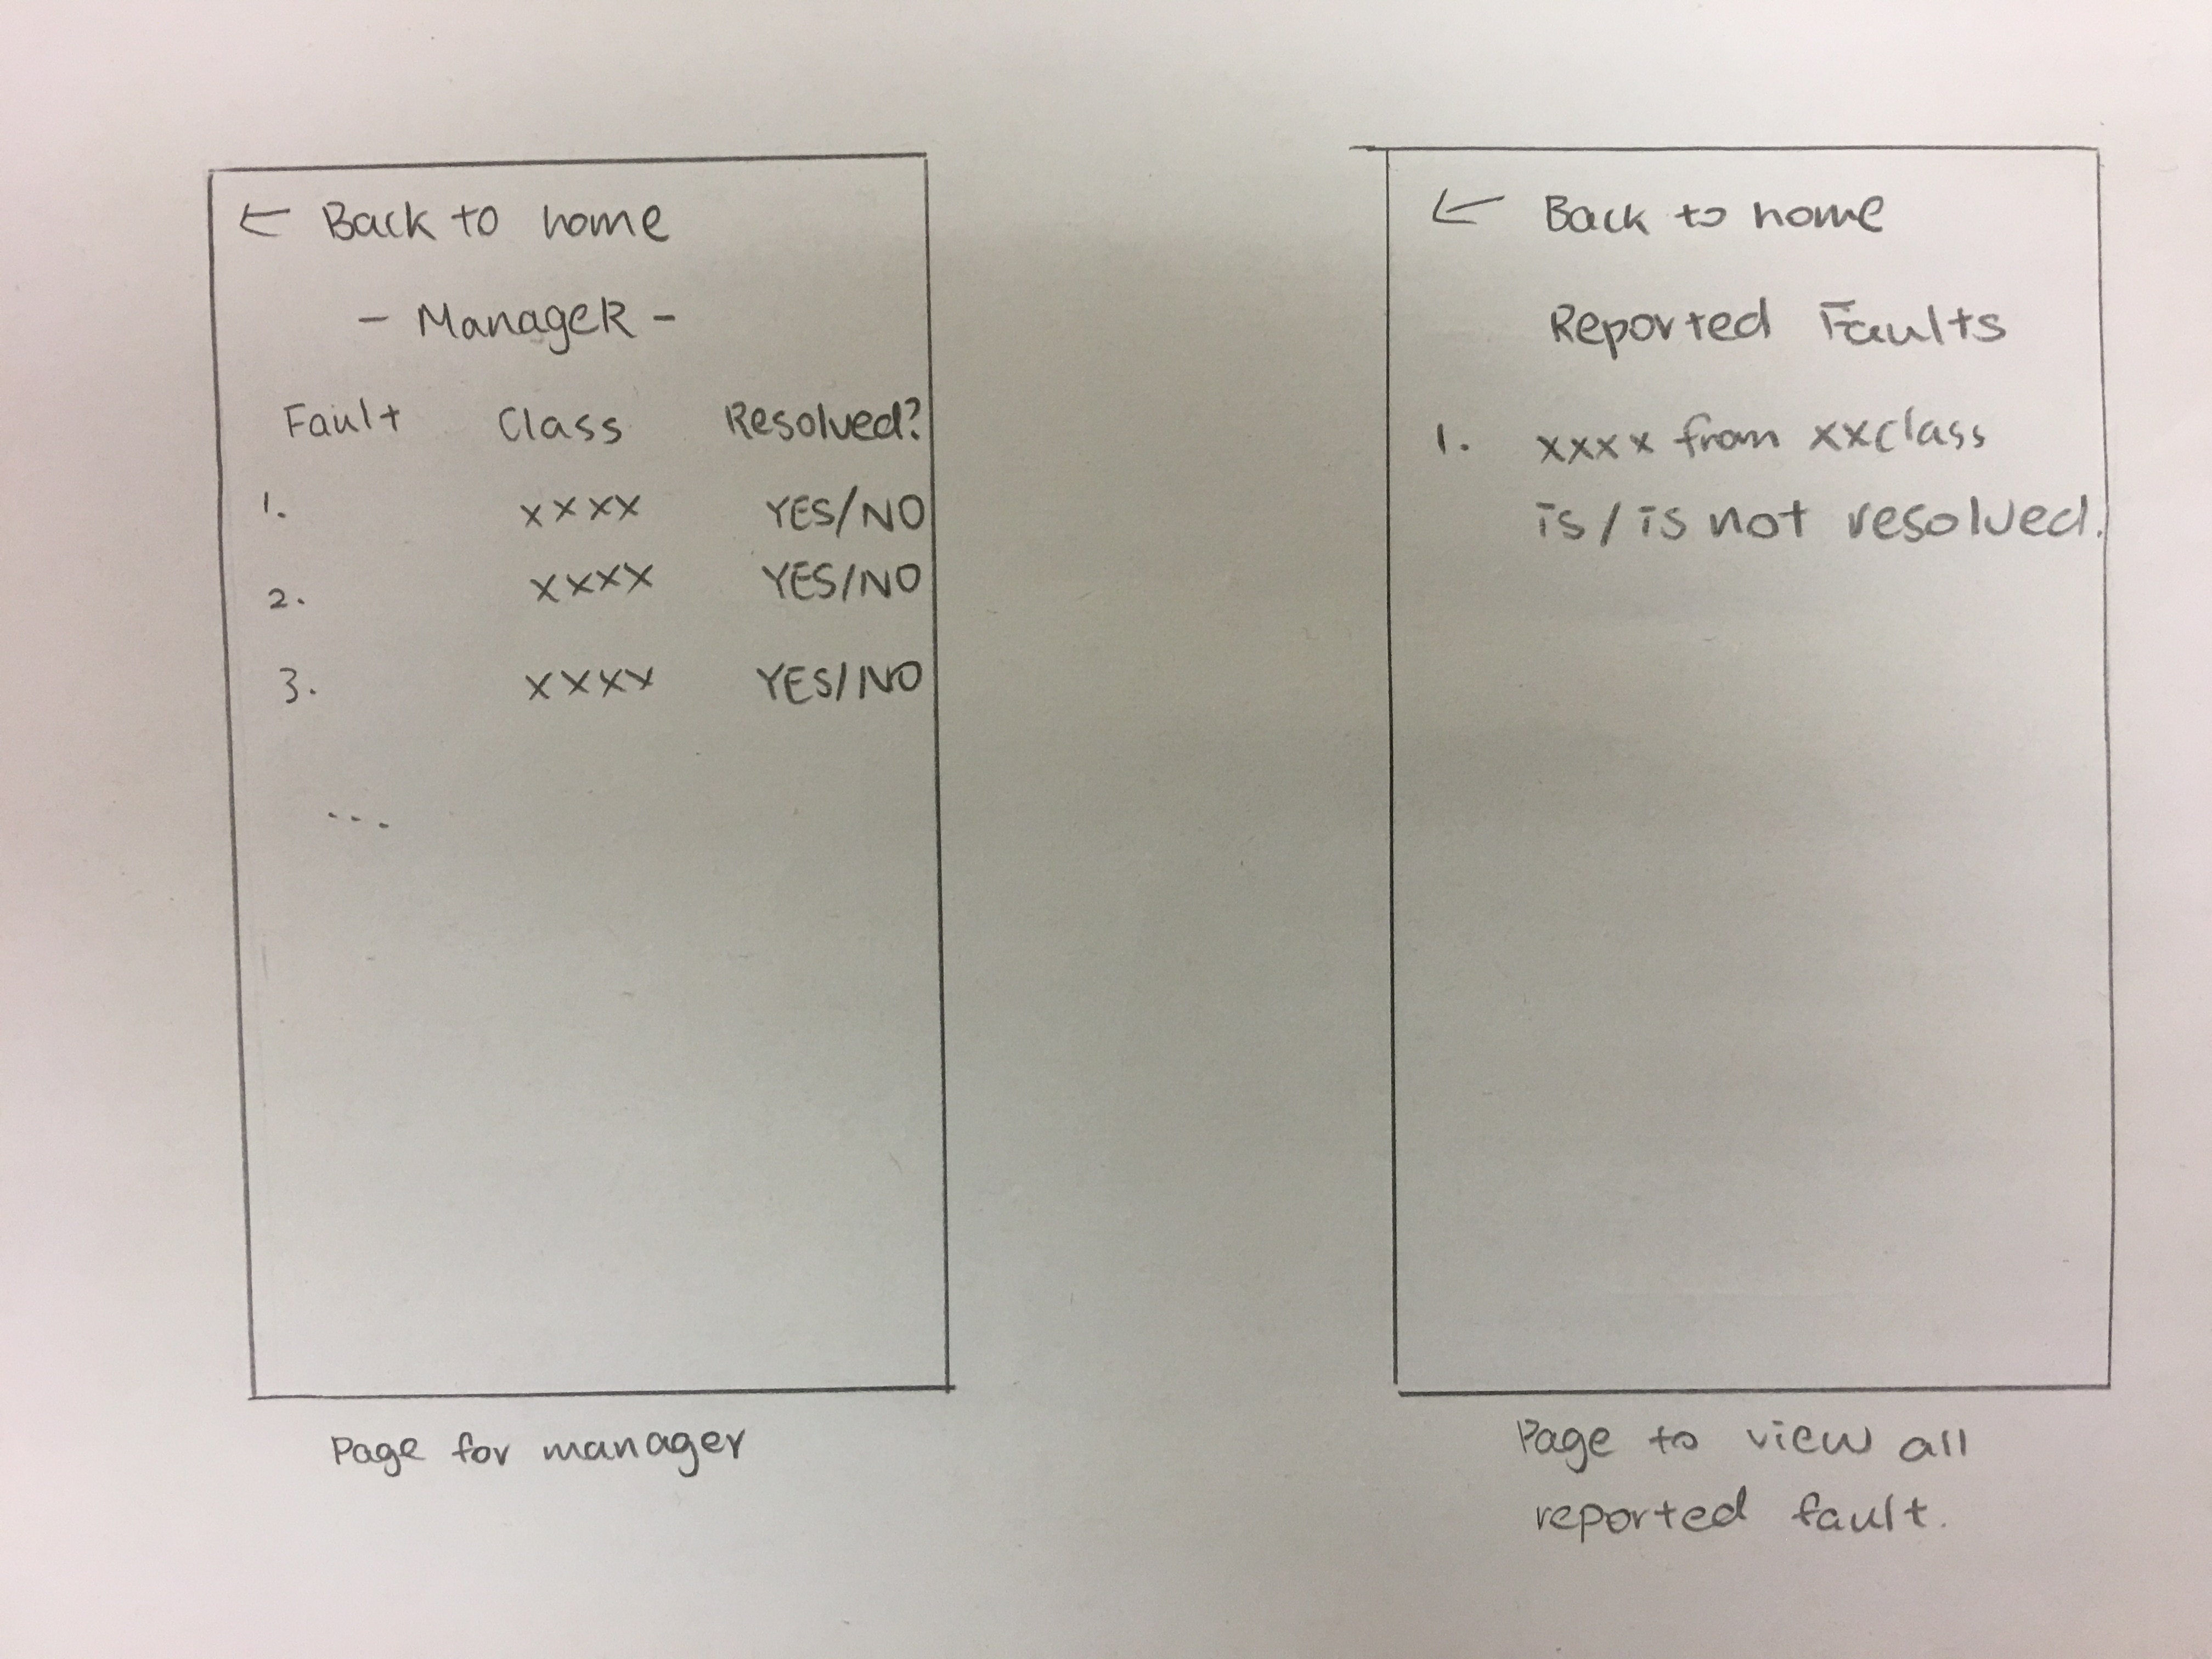 ← Back to home
- Manager -
Fault Class Resolved?
1. xxxx YES/NO
2. xxxx YES/NO
3. xxxx YES/NO
...
Page for manager
← Back to home
Reported Faults
1. xxxx from xxclass
is/is not resolved.
Page to view all
reported fault.